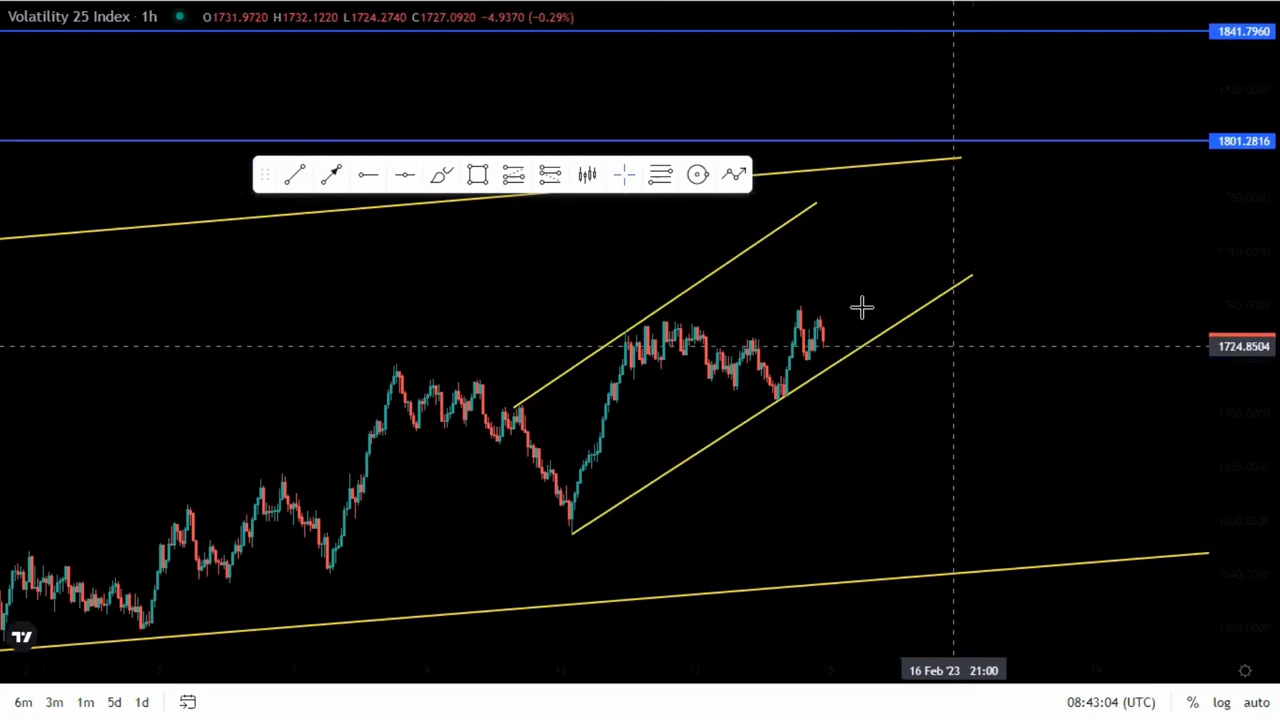 Volatility 25 Index · 1h O1731.9720 H1732.1220 L1724.2740 C1727.0920 −4.9370 (−0.29%)
1841.7960
1801.2816
1724.8504
16 Feb '23 21:00
6m 3m 1m 5d 1d 08:43:04 (UTC) % log auto